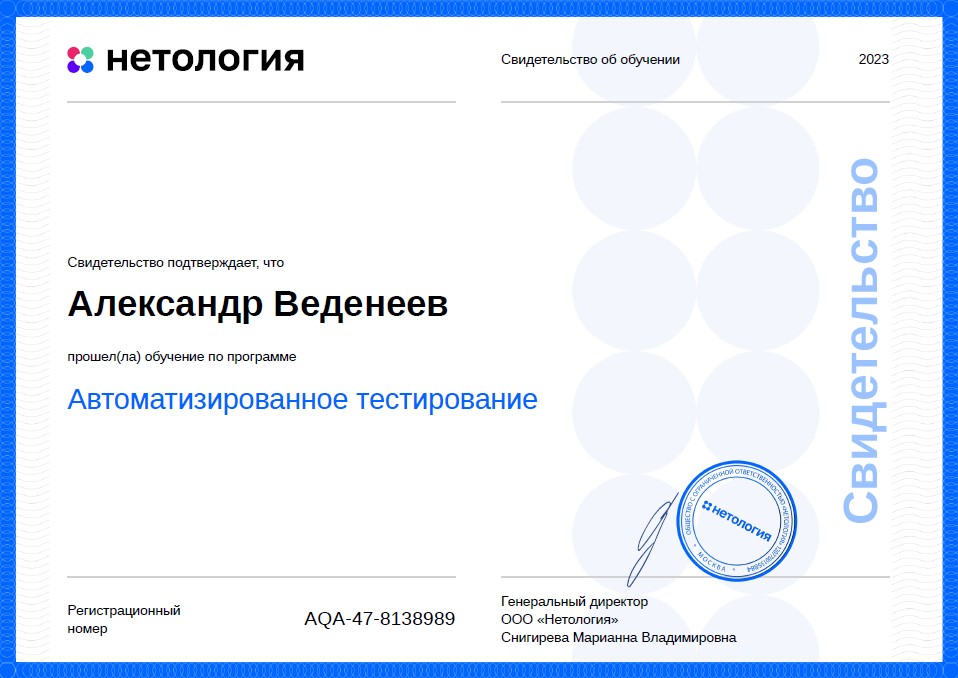 нетология
Свидетельство об обучении
2023
Свидетельство подтверждает, что
Александр Веденеев
прошел(ла) обучение по программе
Автоматизированное тестирование
Свидетельство
ОБЩЕСТВО С ОГРАНИЧЕННОЙ ОТВЕТСТВЕННОСТЬЮ «НЕТОЛОГИЯ»
* МОСКВА *
нетология
Регистрационный
номер
AQA-47-8138989
Генеральный директор
ООО «Нетология»
Снигирева Марианна Владимировна